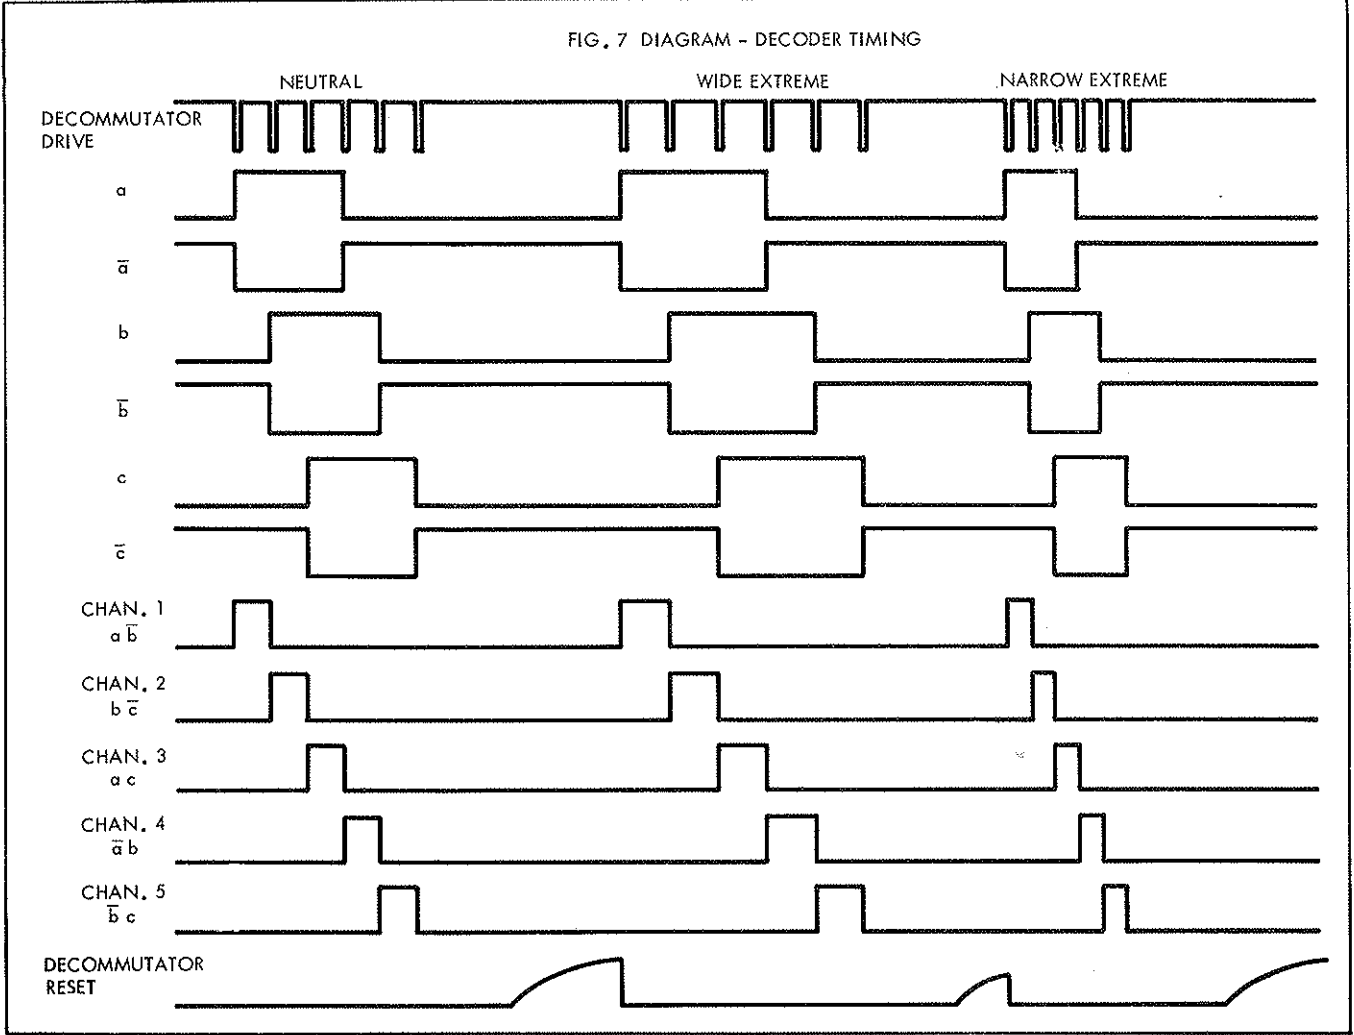 FIG. 7 DIAGRAM - DECODER TIMING
NEUTRAL
WIDE EXTREME
NARROW EXTREME
DECOMMUTATOR
DRIVE
a
a̅
b
b̅
c
c̅
CHAN. 1
a b̅
CHAN. 2
b c̅
CHAN. 3
a c
CHAN. 4
a̅ b
CHAN. 5
b̅ c
DECOMMUTATOR
RESET